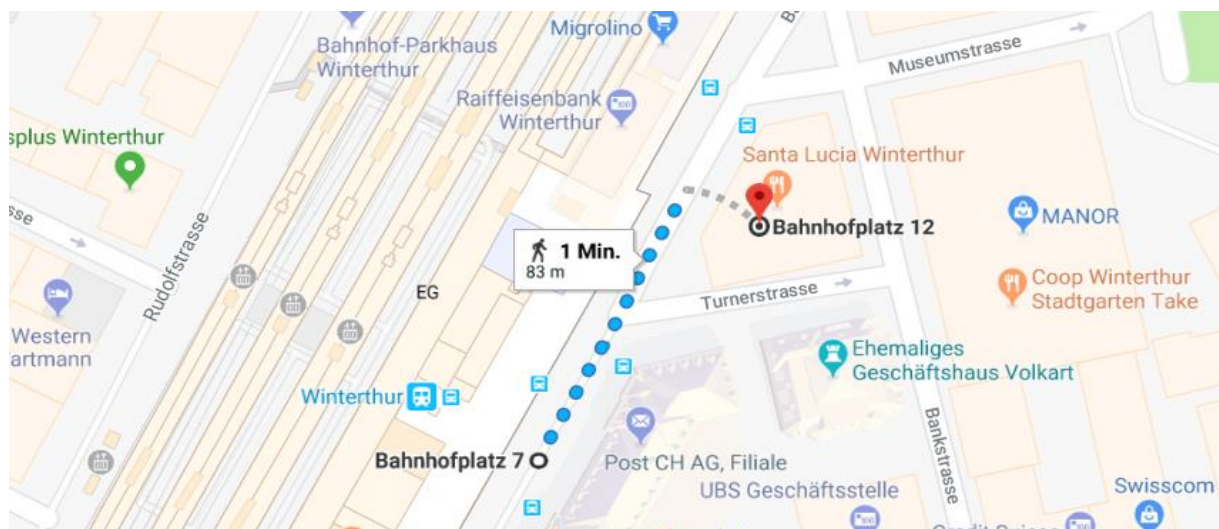 Bahnhof-Parkhaus
Winterthur
Migrolino
Museumstrasse
Raiffeisenbank
Winterthur
splus Winterthur
Santa Lucia Winterthur
Bahnhofplatz 12
MANOR
1 Min.
83 m
Rudolfstrasse
EG
Turnerstrasse
Coop Winterthur
Stadtgarten Take
Western
artmann
Ehemaliges
Geschäftshaus Volkart
Winterthur
Bankstrasse
Bahnhofplatz 7
Post CH AG, Filiale
UBS Geschäftsstelle
Swisscom
Credit Suisse